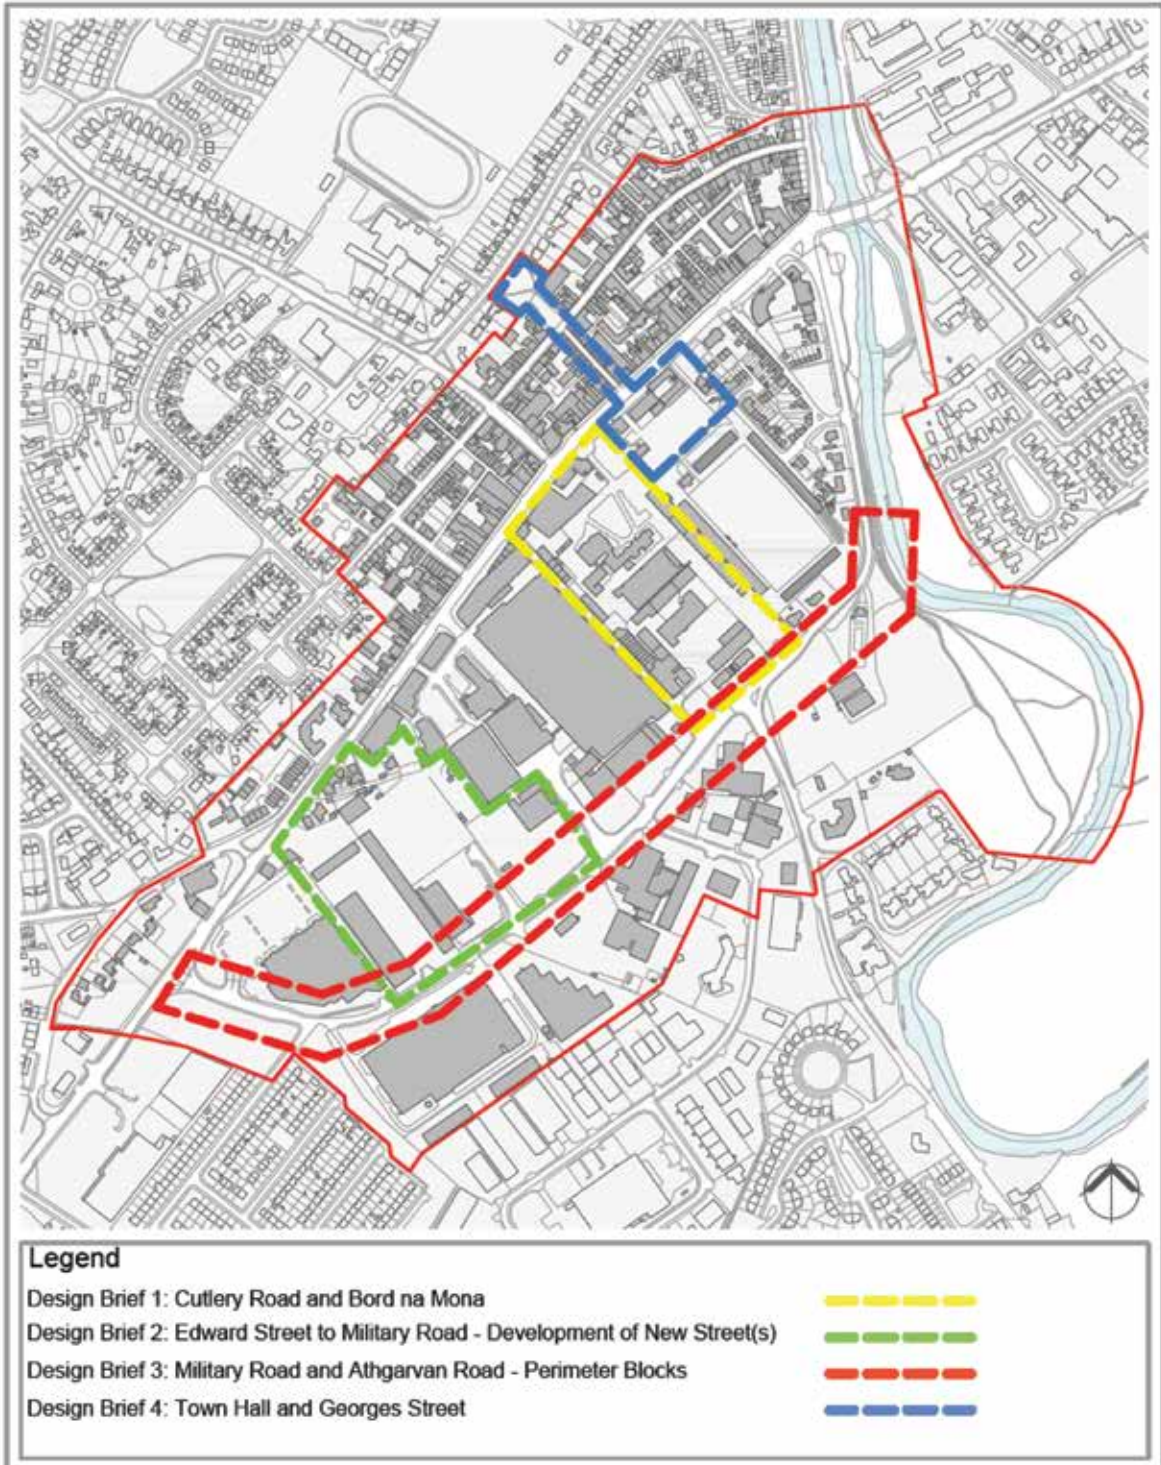 Legend
Design Brief 1: Cutlery Road and Bord na Mona
Design Brief 2: Edward Street to Military Road - Development of New Street(s)
Design Brief 3: Military Road and Athgarvan Road - Perimeter Blocks
Design Brief 4: Town Hall and Georges Street